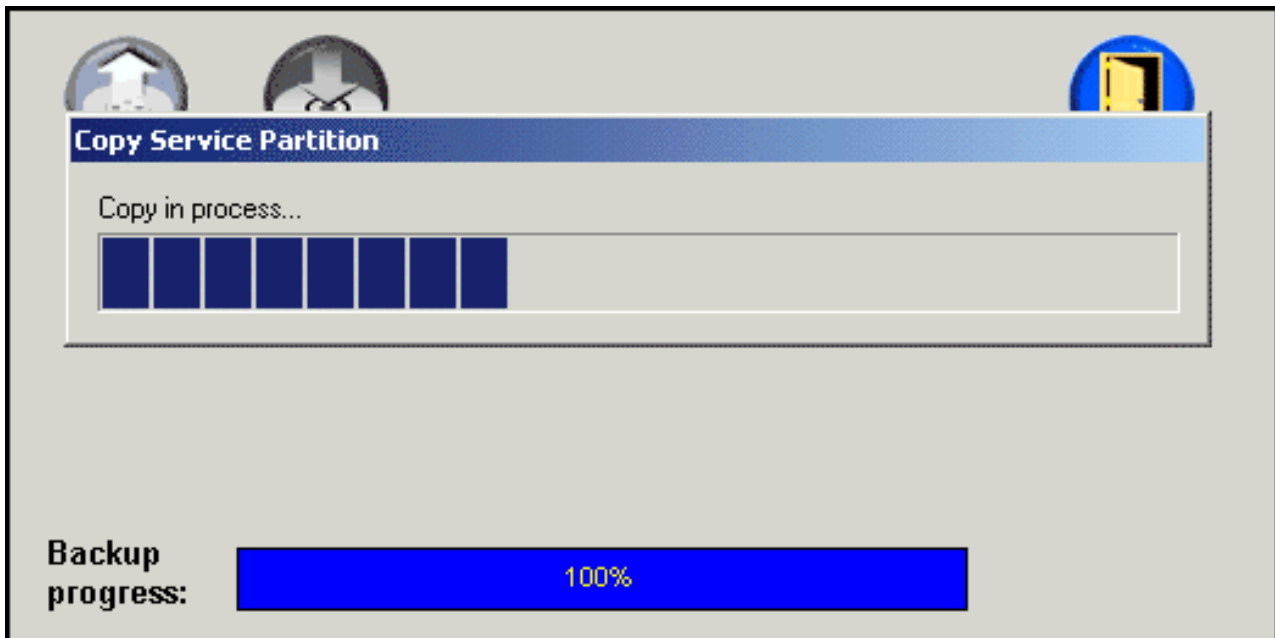 Copy Service Partition
Copy in process...
Backup
progress:
100%